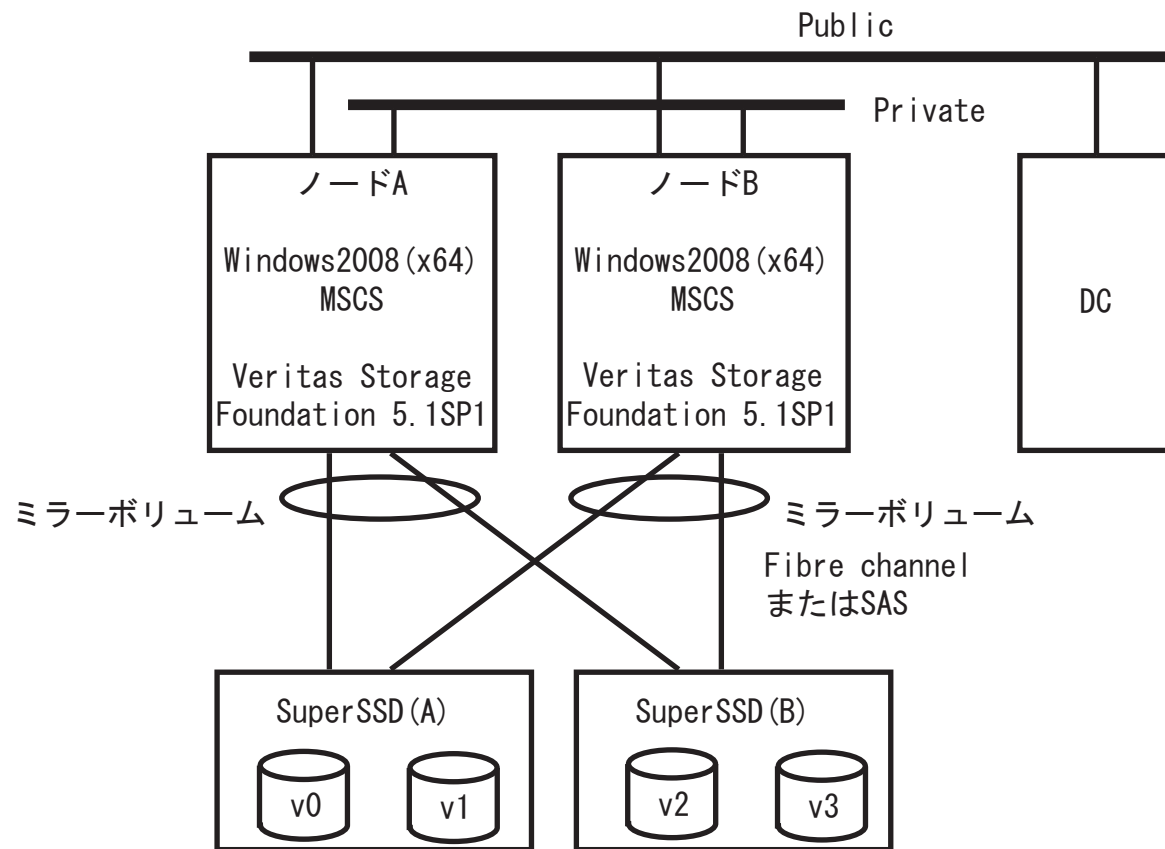 Public
Private
ノードA
Windows2008(x64)
MSCS
Veritas Storage
Foundation 5.1SP1
ノードB
Windows2008(x64)
MSCS
Veritas Storage
Foundation 5.1SP1
DC
ミラーボリューム
ミラーボリューム
Fibre channel
またはSAS
SuperSSD(A)
v0
v1
SuperSSD(B)
v2
v3